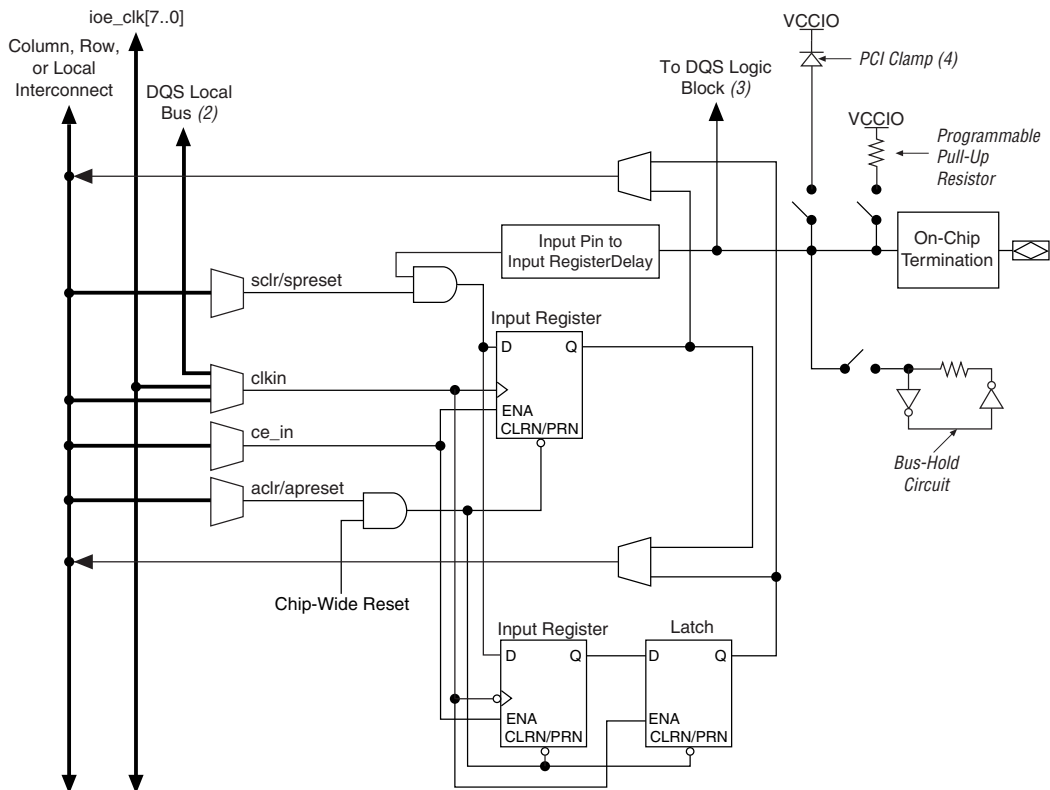 ioe_clk[7..0]
Column, Row,
or Local
Interconnect
DQS Local
Bus (2)
To DQS Logic
Block (3)
VCCIO
PCI Clamp (4)
VCCIO
Programmable
Pull-Up
Resistor
Input Pin to
Input RegisterDelay
On-Chip
Termination
sclr/spreset
Input Register
D
Q
clkin
ENA
CLRN/PRN
ce_in
aclr/apreset
Bus-Hold
Circuit
Chip-Wide Reset
Input Register
D
Q
ENA
CLRN/PRN
Latch
D
Q
ENA
CLRN/PRN